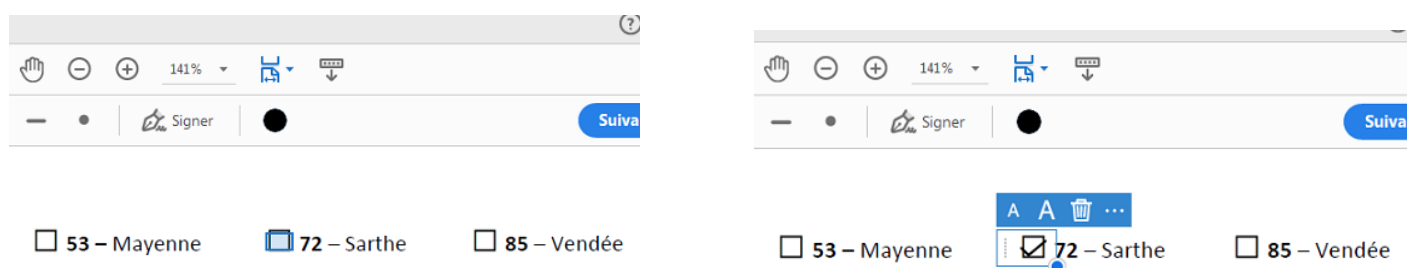 141%
Signer
Suiva
53 – Mayenne 72 – Sarthe 85 – Vendée
141%
Signer
Suiva
A A ...
53 – Mayenne 72 – Sarthe 85 – Vendée